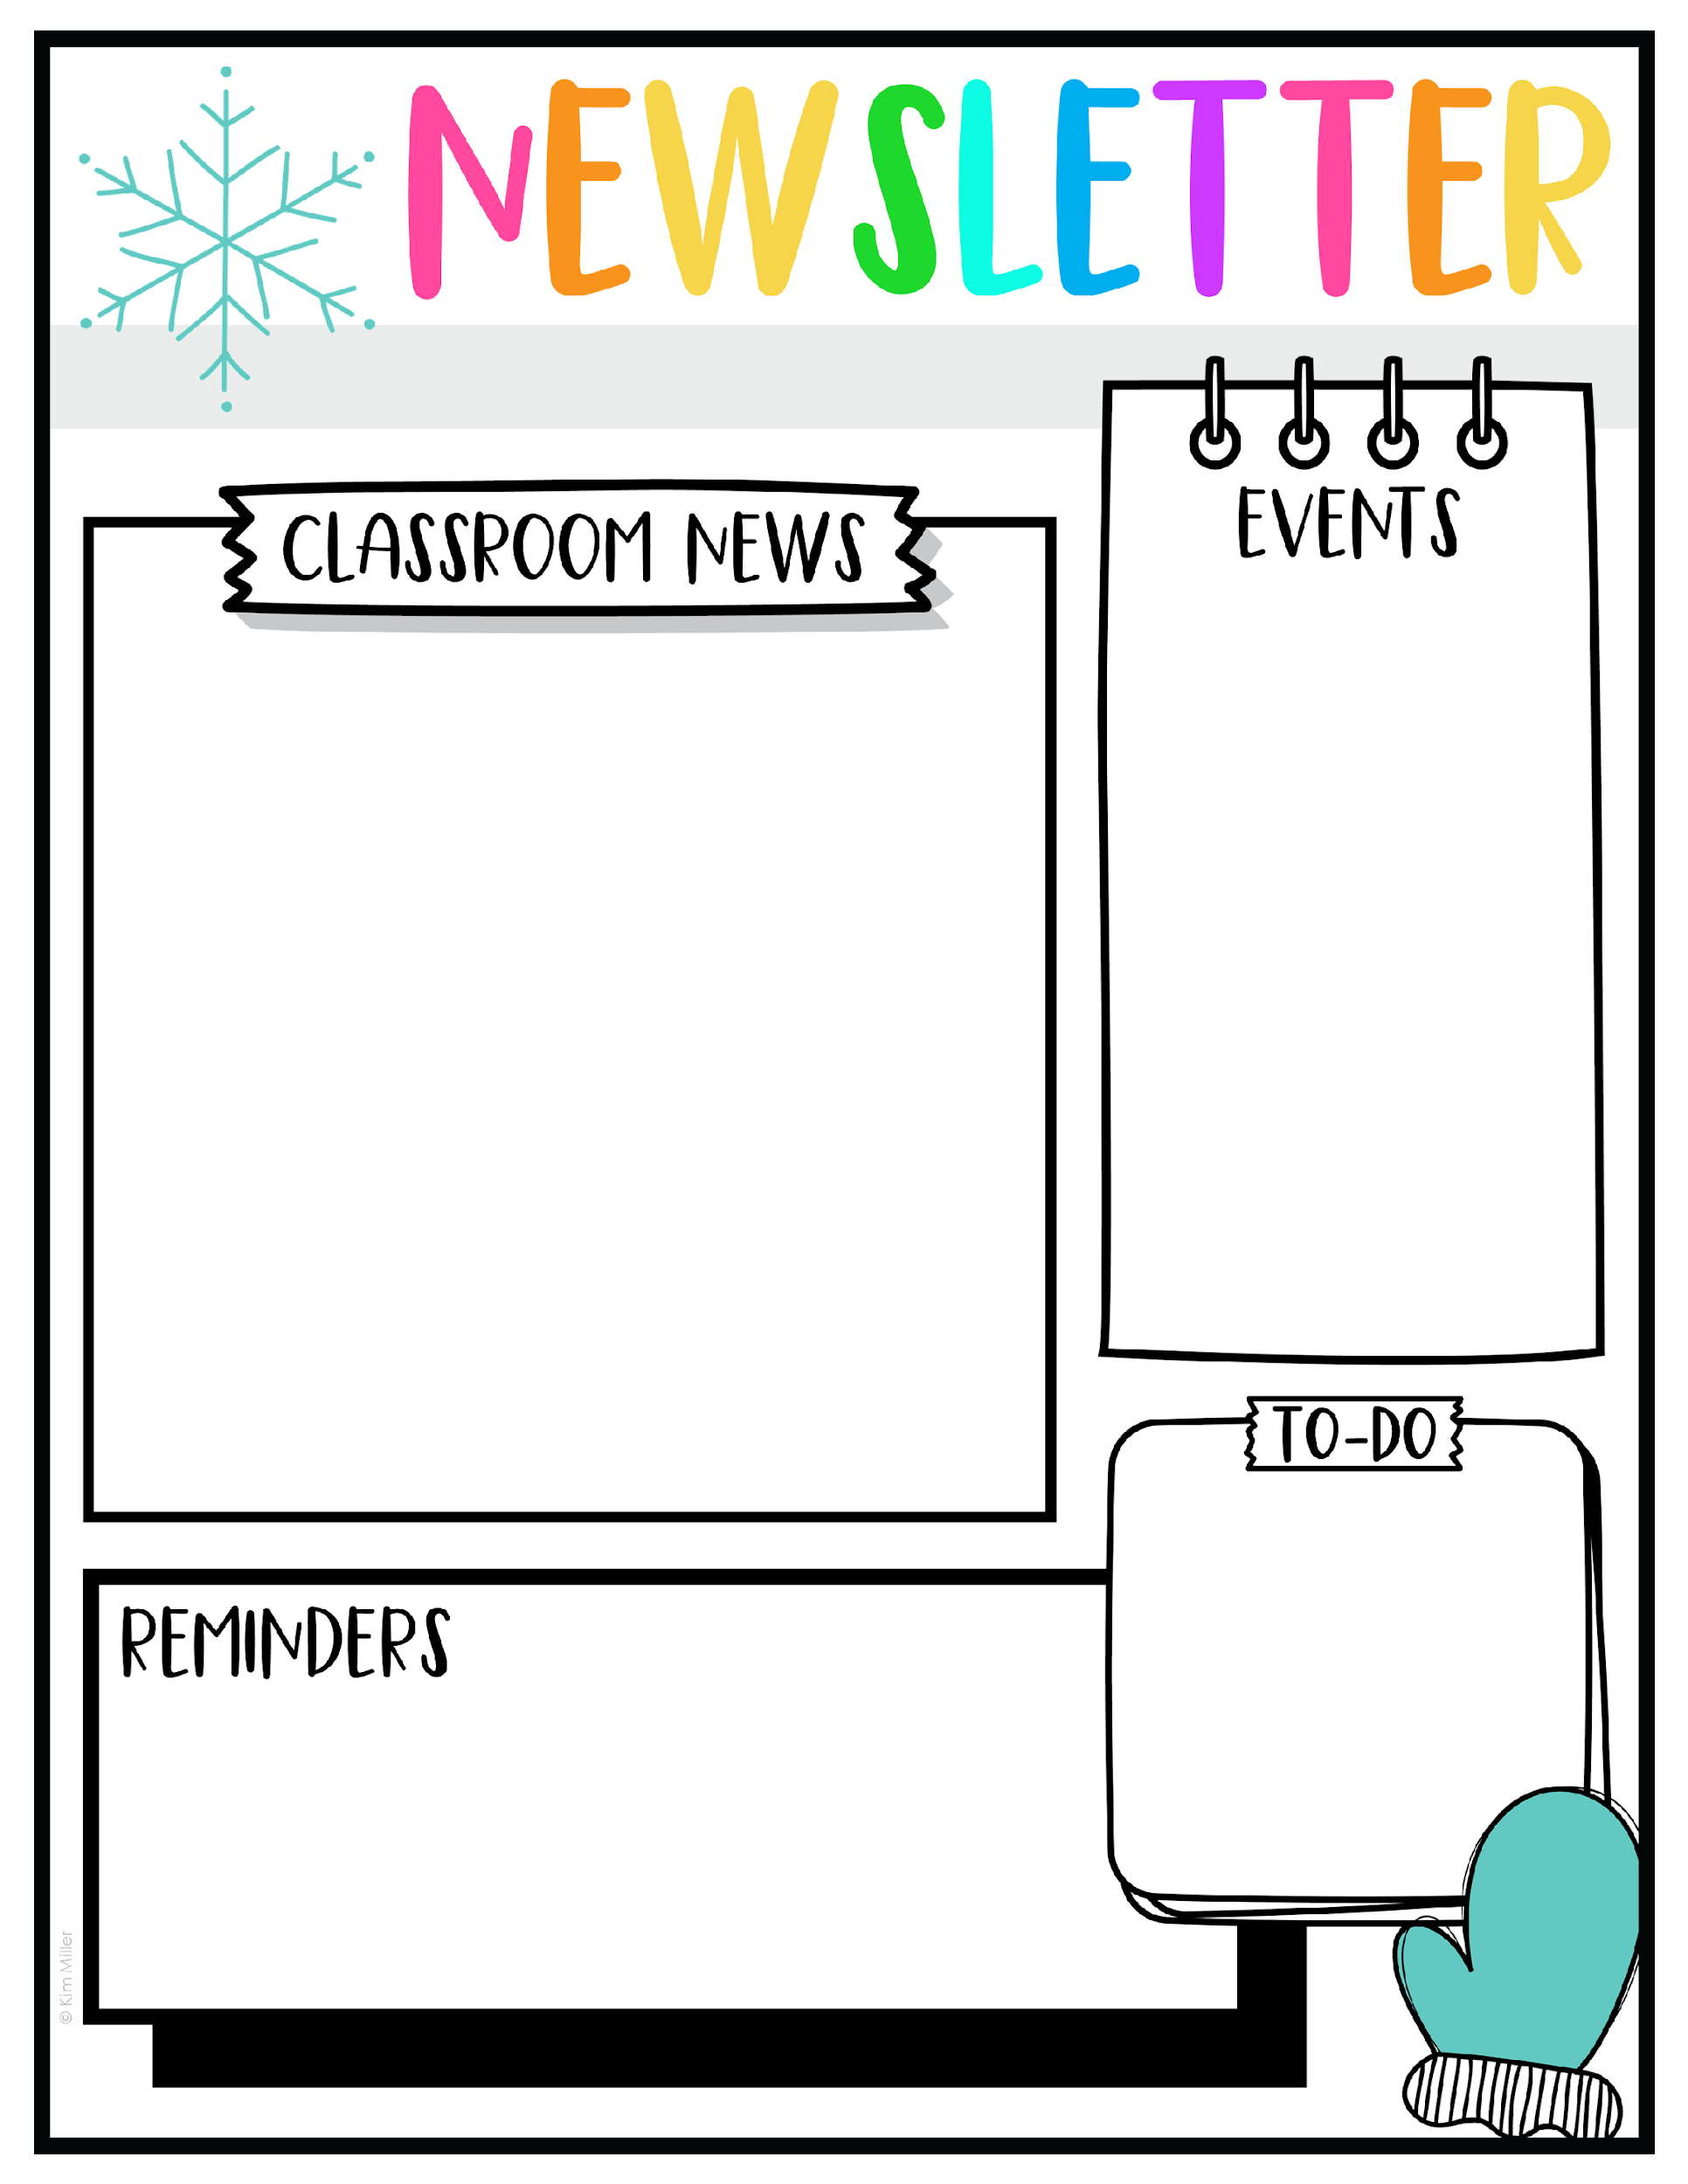 NEWSLETTER
CLASSROOM NEWS
EVENTS
TO-DO
REMINDERS
© Kim Miller